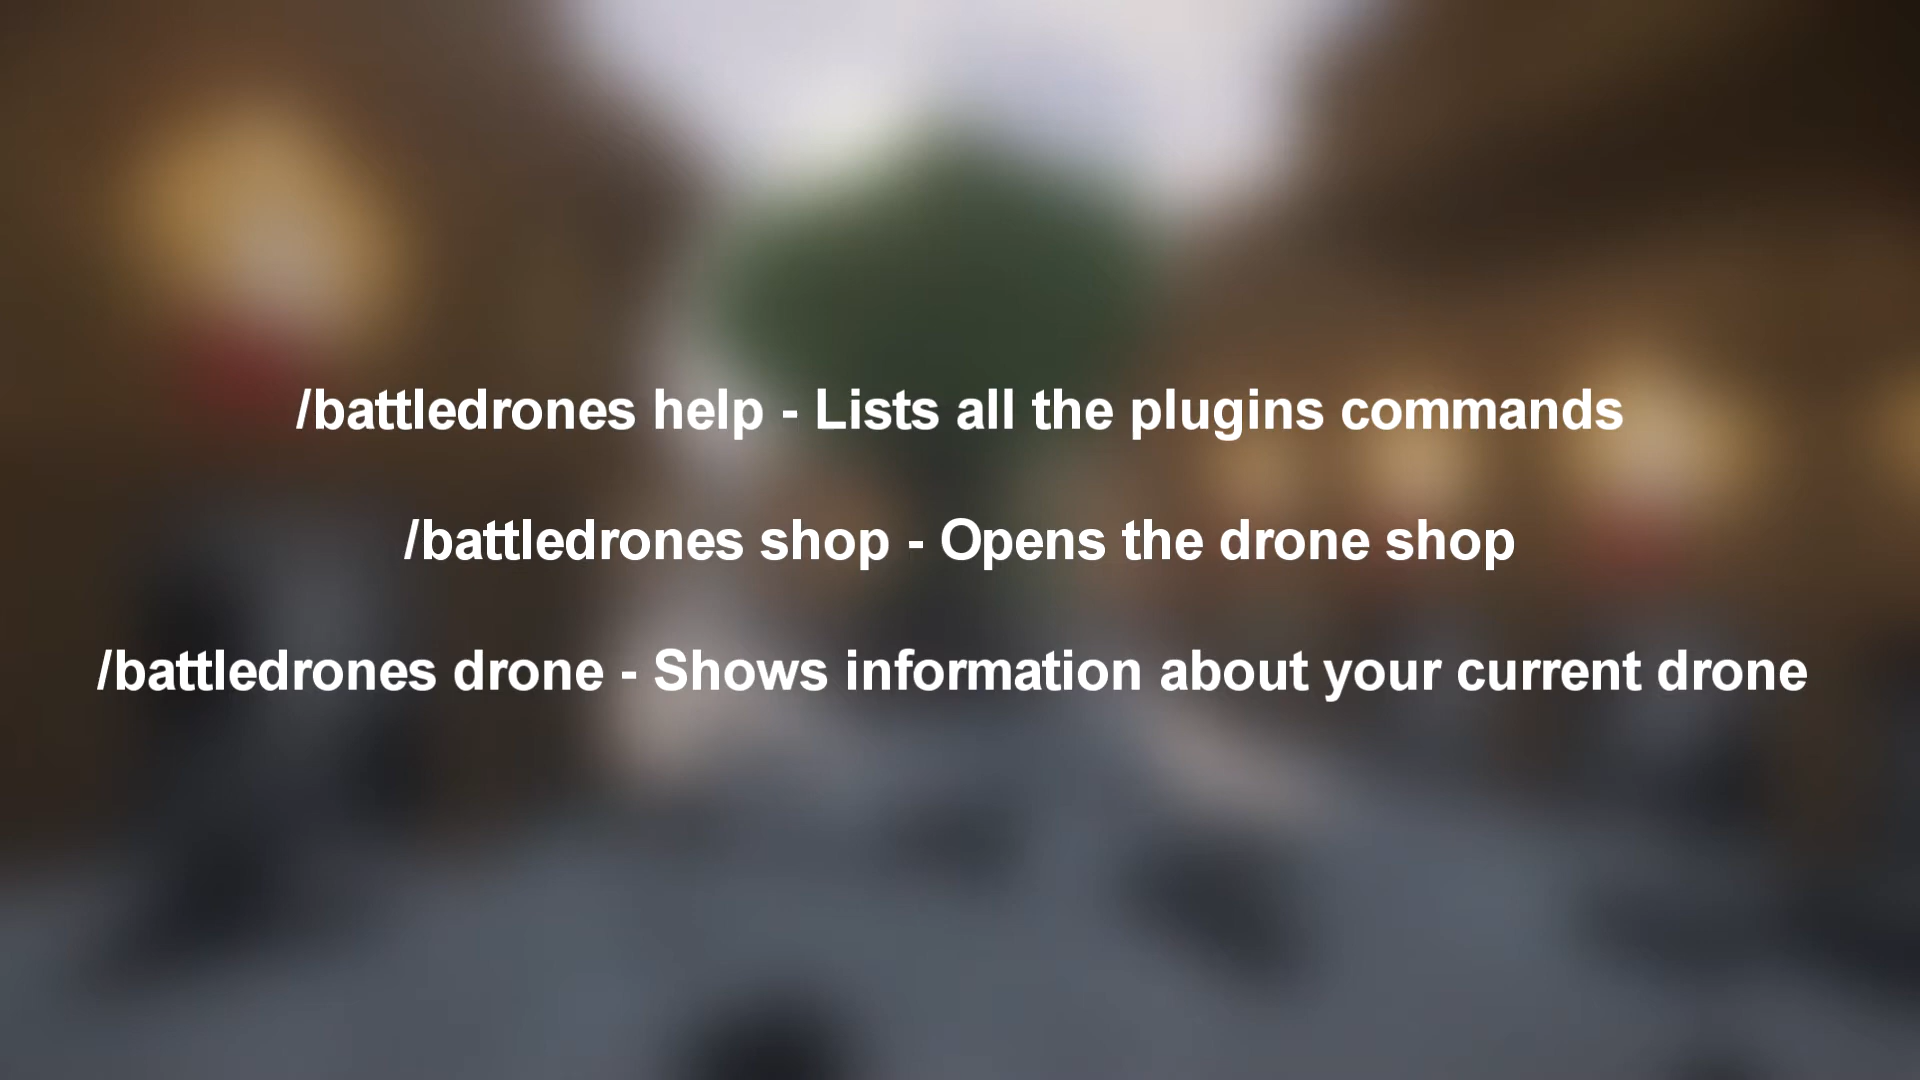 /battledrones help - Lists all the plugins commands
/battledrones shop - Opens the drone shop
/battledrones drone - Shows information about your current drone